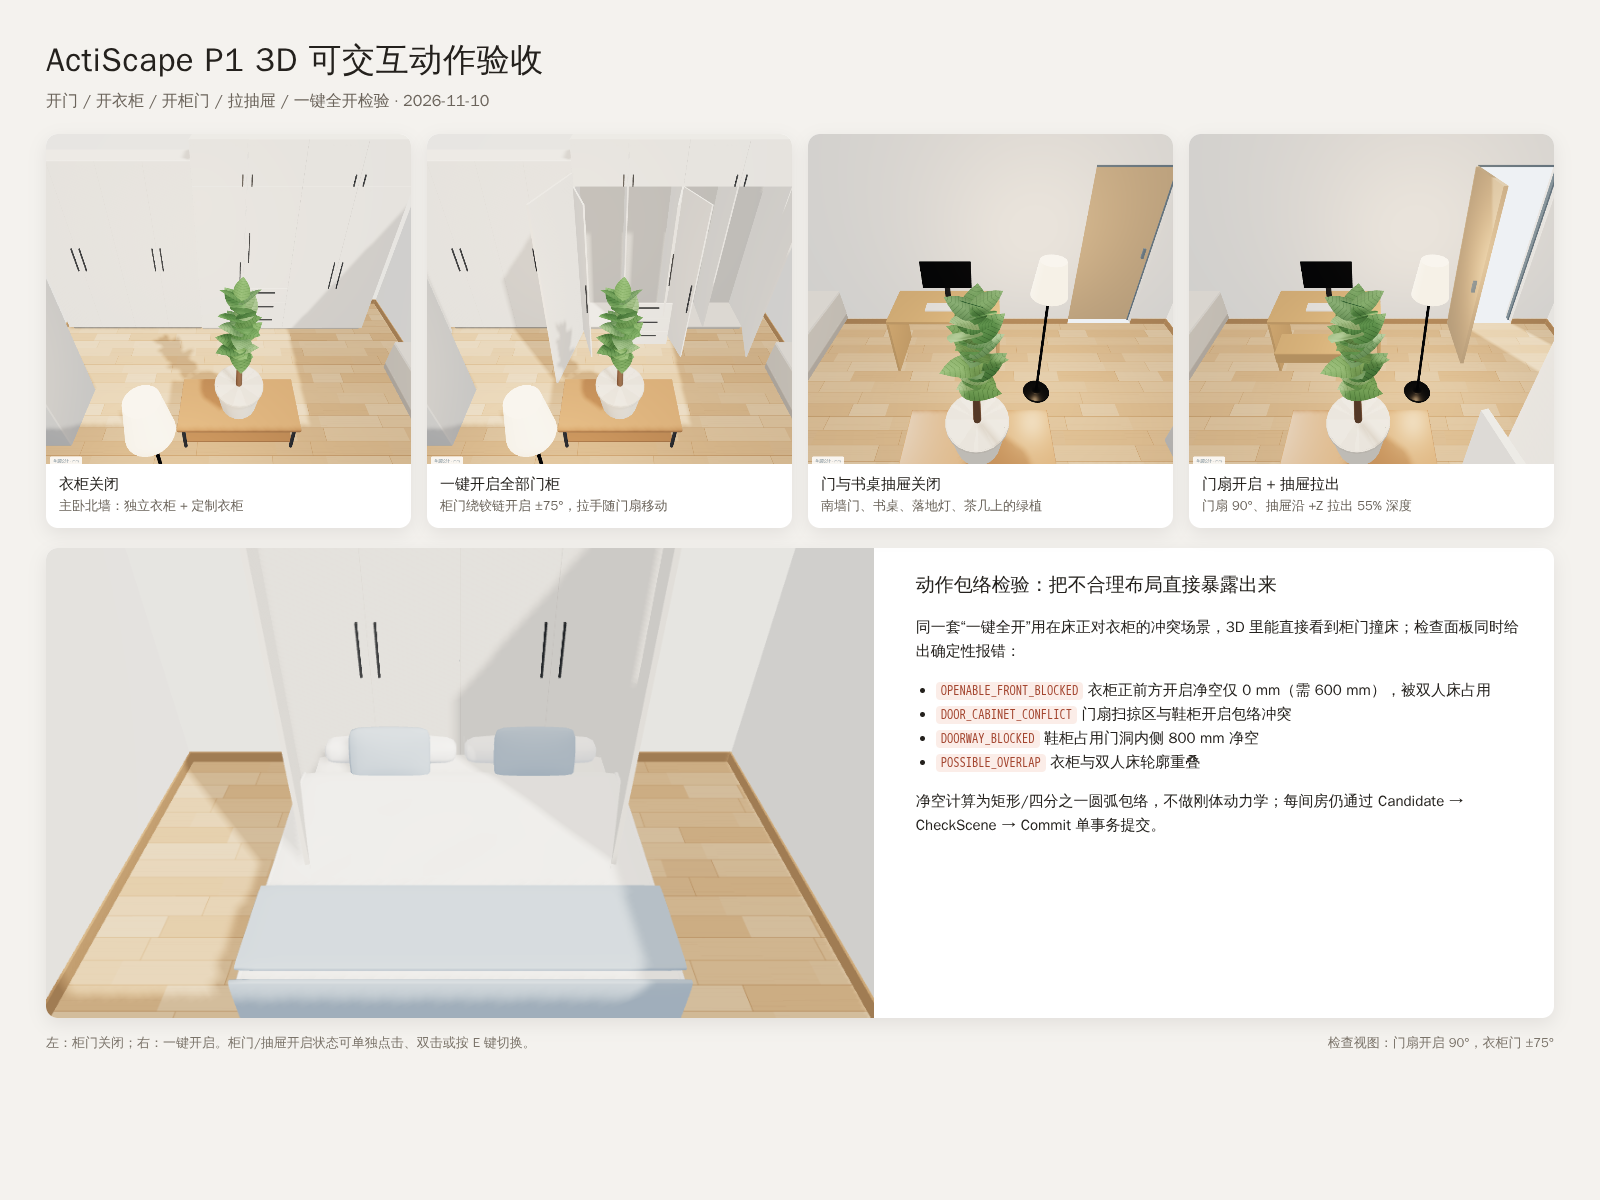 ActiScape P1 3D 可交互动作验收
开门 / 开衣柜 / 开柜门 / 拉抽屉 / 一键全开检验 · 2026-11-10
衣柜关闭
主卧北墙：独立衣柜 + 定制衣柜
一键开启全部门柜
柜门绕铰链开启 ±75°，拉手随门扇移动
门与书桌抽屉关闭
南墙门、书桌、落地灯、茶几上的绿植
门扇开启 + 抽屉拉出
门扇 90°、抽屉沿 +Z 拉出 55% 深度
动作包络检验：把不合理布局直接暴露出来
同一套“一键全开”用在床正对衣柜的冲突场景，3D 里能直接看到柜门撞床；检查面板同时给
出确定性报错：
• OPENABLE_FRONT_BLOCKED 衣柜正前方开启净空仅 0 mm（需 600 mm），被双人床占用
• DOOR_CABINET_CONFLICT 门扇扫掠区与鞋柜开启包络冲突
• DOORWAY_BLOCKED 鞋柜占用门洞内侧 800 mm 净空
• POSSIBLE_OVERLAP 衣柜与双人床轮廓重叠
净空计算为矩形/四分之一圆弧包络，不做刚体动力学；每间房仍通过 Candidate →
CheckScene → Commit 单事务提交。
左：柜门关闭；右：一键开启。柜门/抽屉开启状态可单独点击、双击或按 E 键切换。
检查视图：门扇开启 90°，衣柜门 ±75°